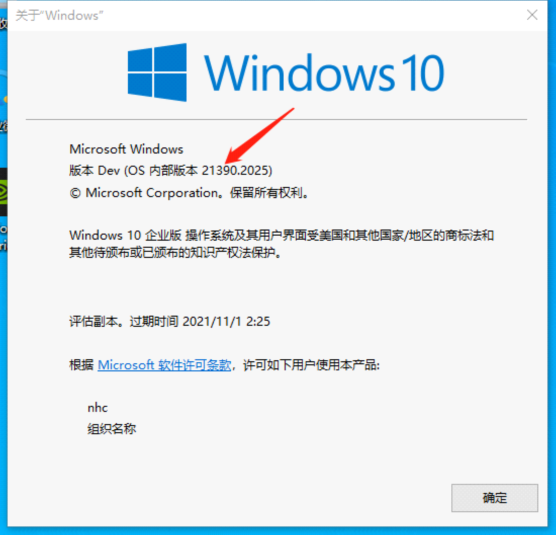 关于“Windows”
Windows 10
Microsoft Windows
版本 Dev (OS 内部版本 21390.2025)
© Microsoft Corporation。保留所有权利。
Windows 10 企业版 操作系统及其用户界面受美国和其他国家/地区的商标法和
其他待颁布或已颁布的知识产权法保护。
评估副本。过期时间 2021/11/1 2:25
根据 Microsoft 软件许可条款，许可如下用户使用本产品:
nhc
组织名称
确定